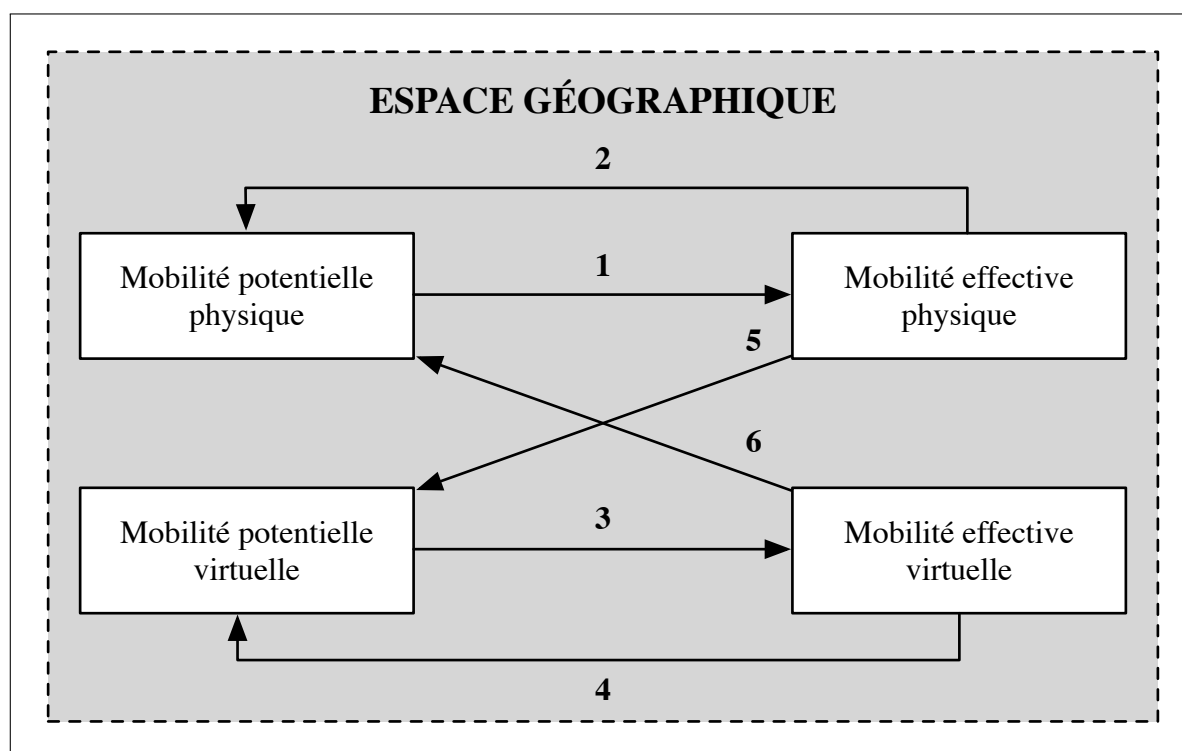 ESPACE GÉOGRAPHIQUE
2
Mobilité potentielle
physique
1
Mobilité effective
physique
5
6
Mobilité potentielle
virtuelle
3
Mobilité effective
virtuelle
4